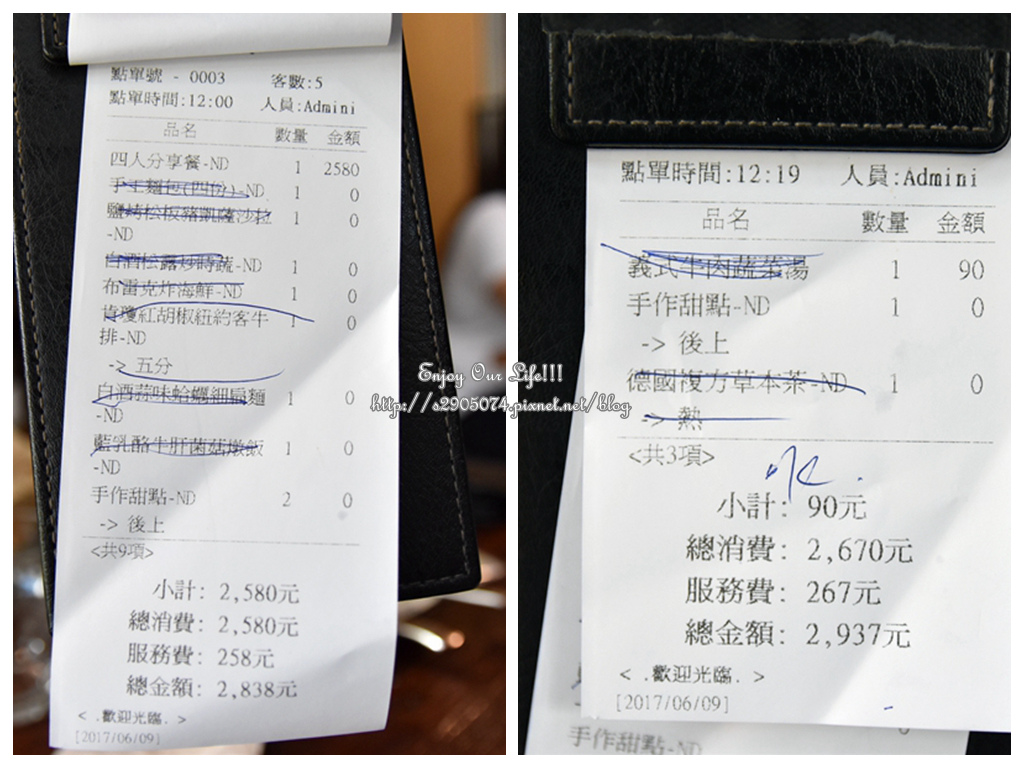 點單號 - 0003 客數:5
點單時間:12:00 人員:Admini
品名 數量 金額
四人分享餐-ND 1 2580
手工麵包(四份)-ND 1 0
鹽烤松板豬凱薩沙拉 1 0
-ND
白酒松露炒時蔬-ND 1 0
布雷克炸海鮮-ND 1 0
肯瓊紅胡椒紐約客牛 1 0
排-ND
-> 五分
白酒蒜味蛤蠣細扁麵 1 0
-ND
藍乳酪牛肝菌菇燉飯 1 0
-ND
手作甜點-ND 2 0
-> 後上
<共9項>
小計: 2,580元
總消費: 2,580元
服務費: 258元
總金額: 2,838元
< .歡迎光臨. >
[2017/06/09]
點單時間:12:19 人員:Admini
品名 數量 金額
義式牛肉蔬菜湯 1 90
手作甜點-ND 1 0
-> 後上
德國複方草本茶-ND 1 0
-> 熱
<共3項>
小計: 90元
總消費: 2,670元
服務費: 267元
總金額: 2,937元
< .歡迎光臨. >
[2017/06/09]
手作甜點-ND
Enjoy Our Life!!!
http://s2905074.pixnet.net/blog